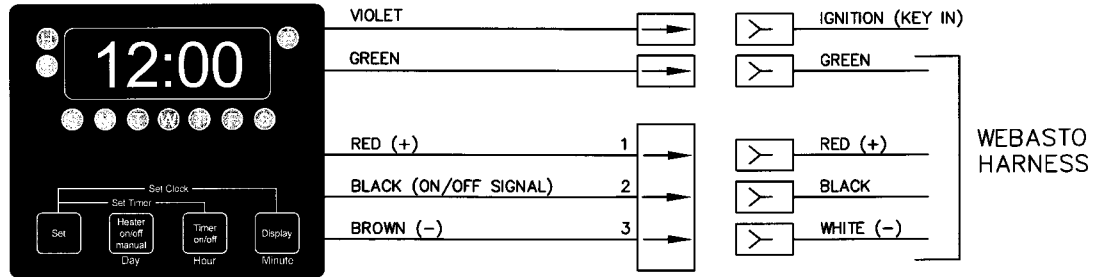 VIOLET
IGNITION (KEY IN)
GREEN
GREEN
12:00
S M T W T F S
RED (+)
1
RED (+)
WEBASTO
HARNESS
BLACK (ON/OFF SIGNAL)
2
BLACK
BROWN (−)
3
WHITE (−)
Set Clock
Set Timer
Set
Heater
on/off
manual
Timer
on/off
Display
Day
Hour
Minute